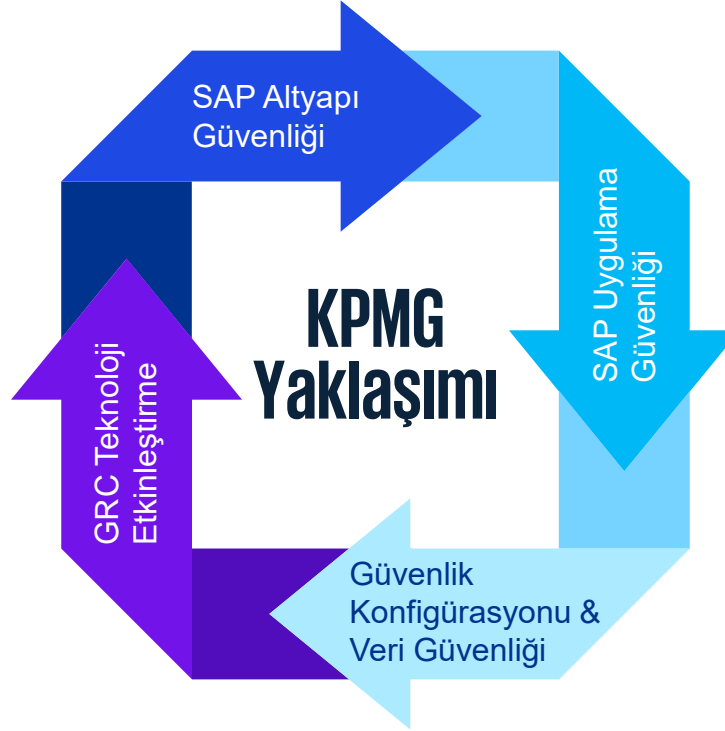 SAP Altyapı
Güvenliği
SAP Uygulama
Güvenliği
KPMG
Yaklaşımı
GRC Teknoloji
Etkinleştirme
Güvenlik
Konfigürasyonu &
Veri Güvenliği